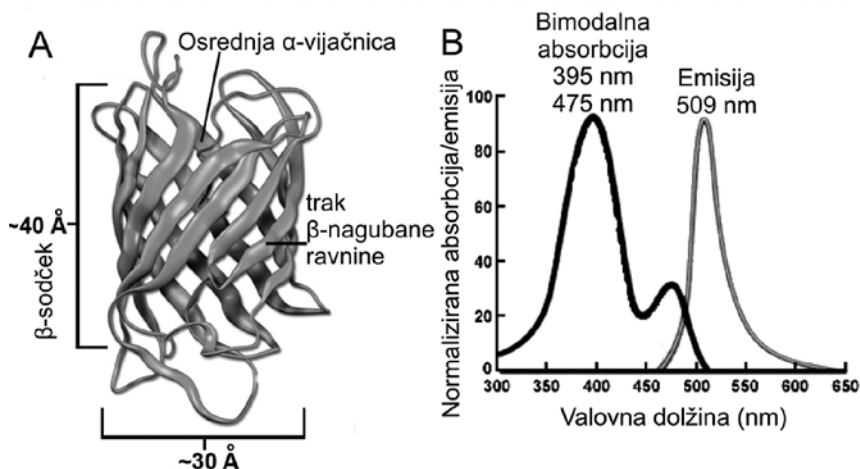 A
Osrednja α-vijačnica
~40 Å
β-sodček
trak
β-nagubane
ravnine
~30 Å
B
Bimodalna
absorbcija
395 nm
475 nm
Emisija
509 nm
Normalizirana absorbcija/emisija
100
80
60
40
20
0
300
350
400
450
500
550
600
650
Valovna dolžina (nm)